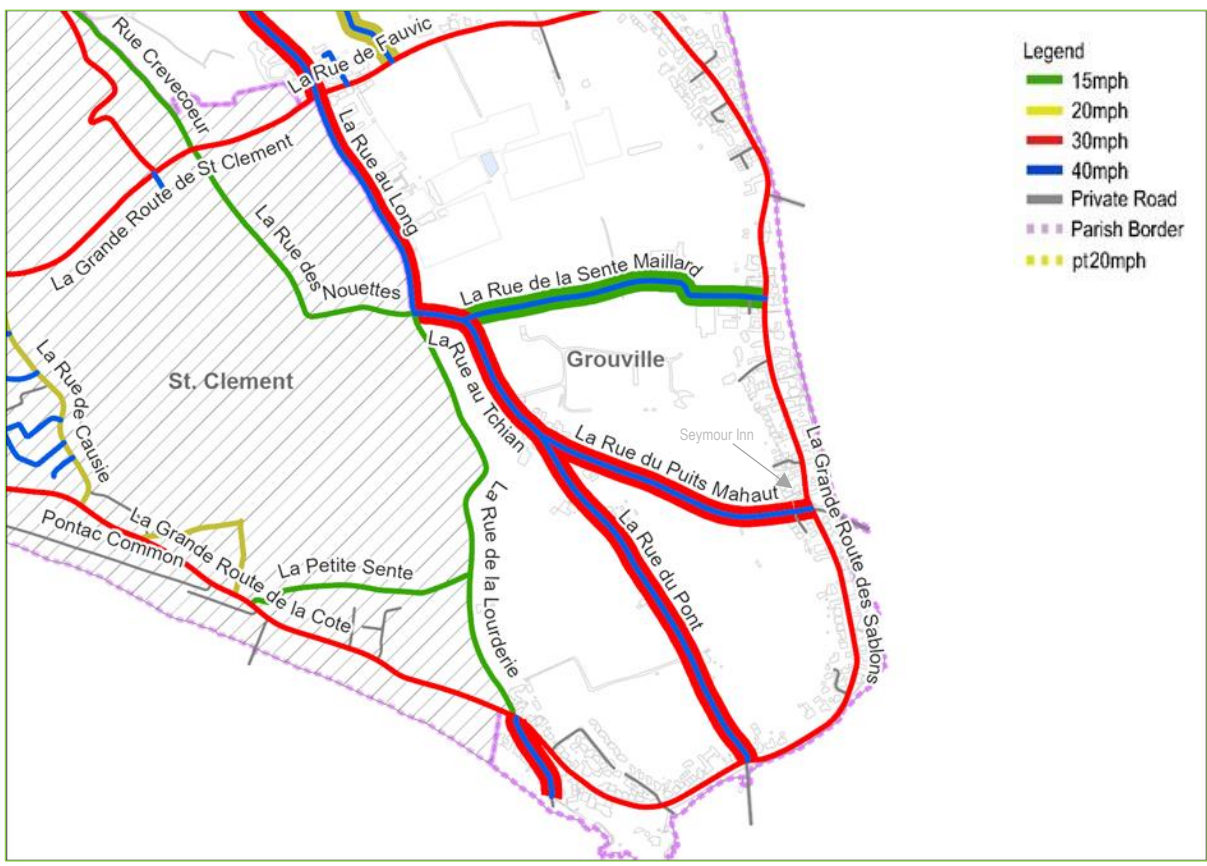 Legend
15mph
20mph
30mph
40mph
Private Road
Parish Border
pt20mph
Rue Crevecoeur
La Rue de Fauvic
La Grande Route de St Clement
La Rue au Long
La Rue des
Nouettes
La Rue de la Sente Maillard
Grouville
St. Clement
La Rue au Tchian
La Rue de Causie
Seymour Inn
La Rue du Puits Mahaut
La Grande Route des Sablons
La Rue du Pont
La Rue de la Lourderie
Pontac Common
La Grande Route de la Cote
La Petite Sente